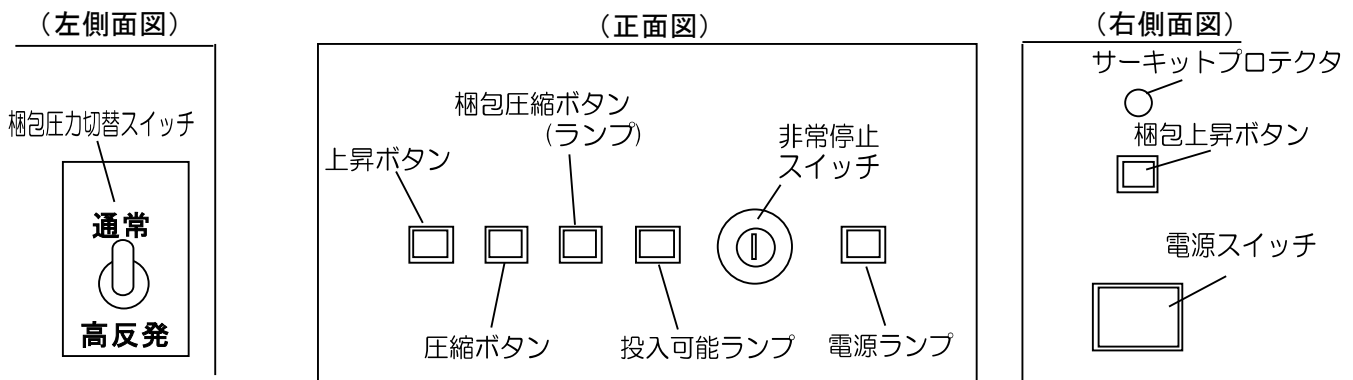 （左側面図）
梱包圧力切替スイッチ
通常
高反発
（正面図）
梱包圧縮ボタン
(ランプ)
上昇ボタン
非常停止
スイッチ
圧縮ボタン
投入可能ランプ
電源ランプ
（右側面図）
サーキットプロテクタ
梱包上昇ボタン
電源スイッチ